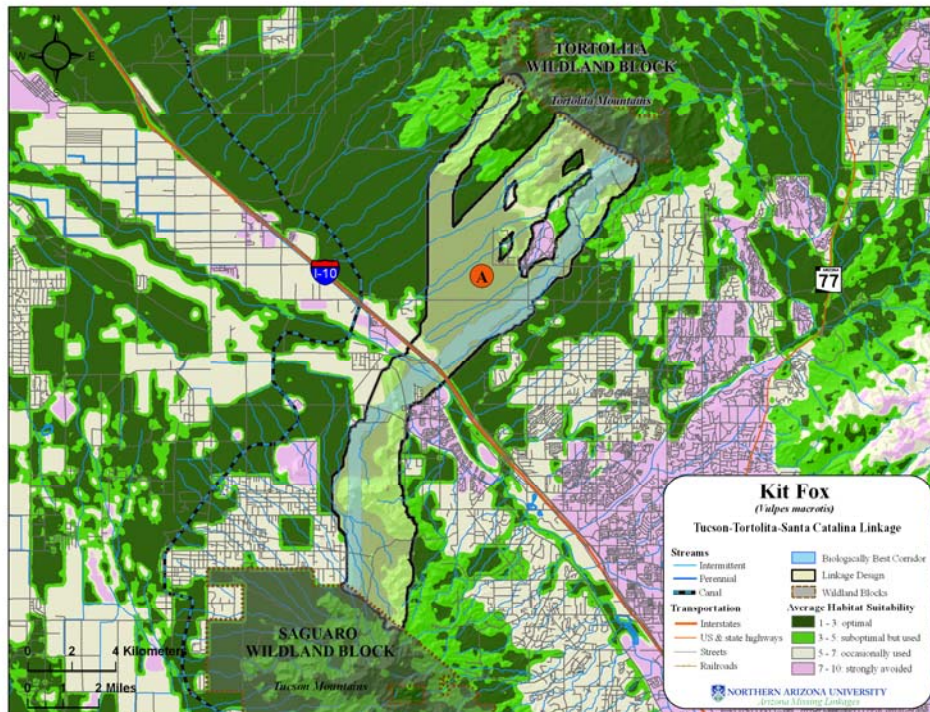 N
W
E
S
TORTOLITA
WILDLAND BLOCK
Tortolita Mountains
I-10
A
ARIZONA
77
SAGUARO
WILDLAND BLOCK
Tucson Mountains
0 2 4 Kilometers
0 1 2 Miles
Kit Fox
(Vulpes macrotis)
Tucson-Tortolita-Santa Catalina Linkage
Streams
Intermittent
Perennial
Canal
Transportation
Interstates
US & state highways
Streets
Railroads
Biologically Best Corridor
Linkage Design
Wildland Blocks
Average Habitat Suitability
1 - 3: optimal
3 - 5: suboptimal but used
5 - 7: occasionally used
7 - 10: strongly avoided
NORTHERN ARIZONA UNIVERSITY
Arizona Missing Linkages